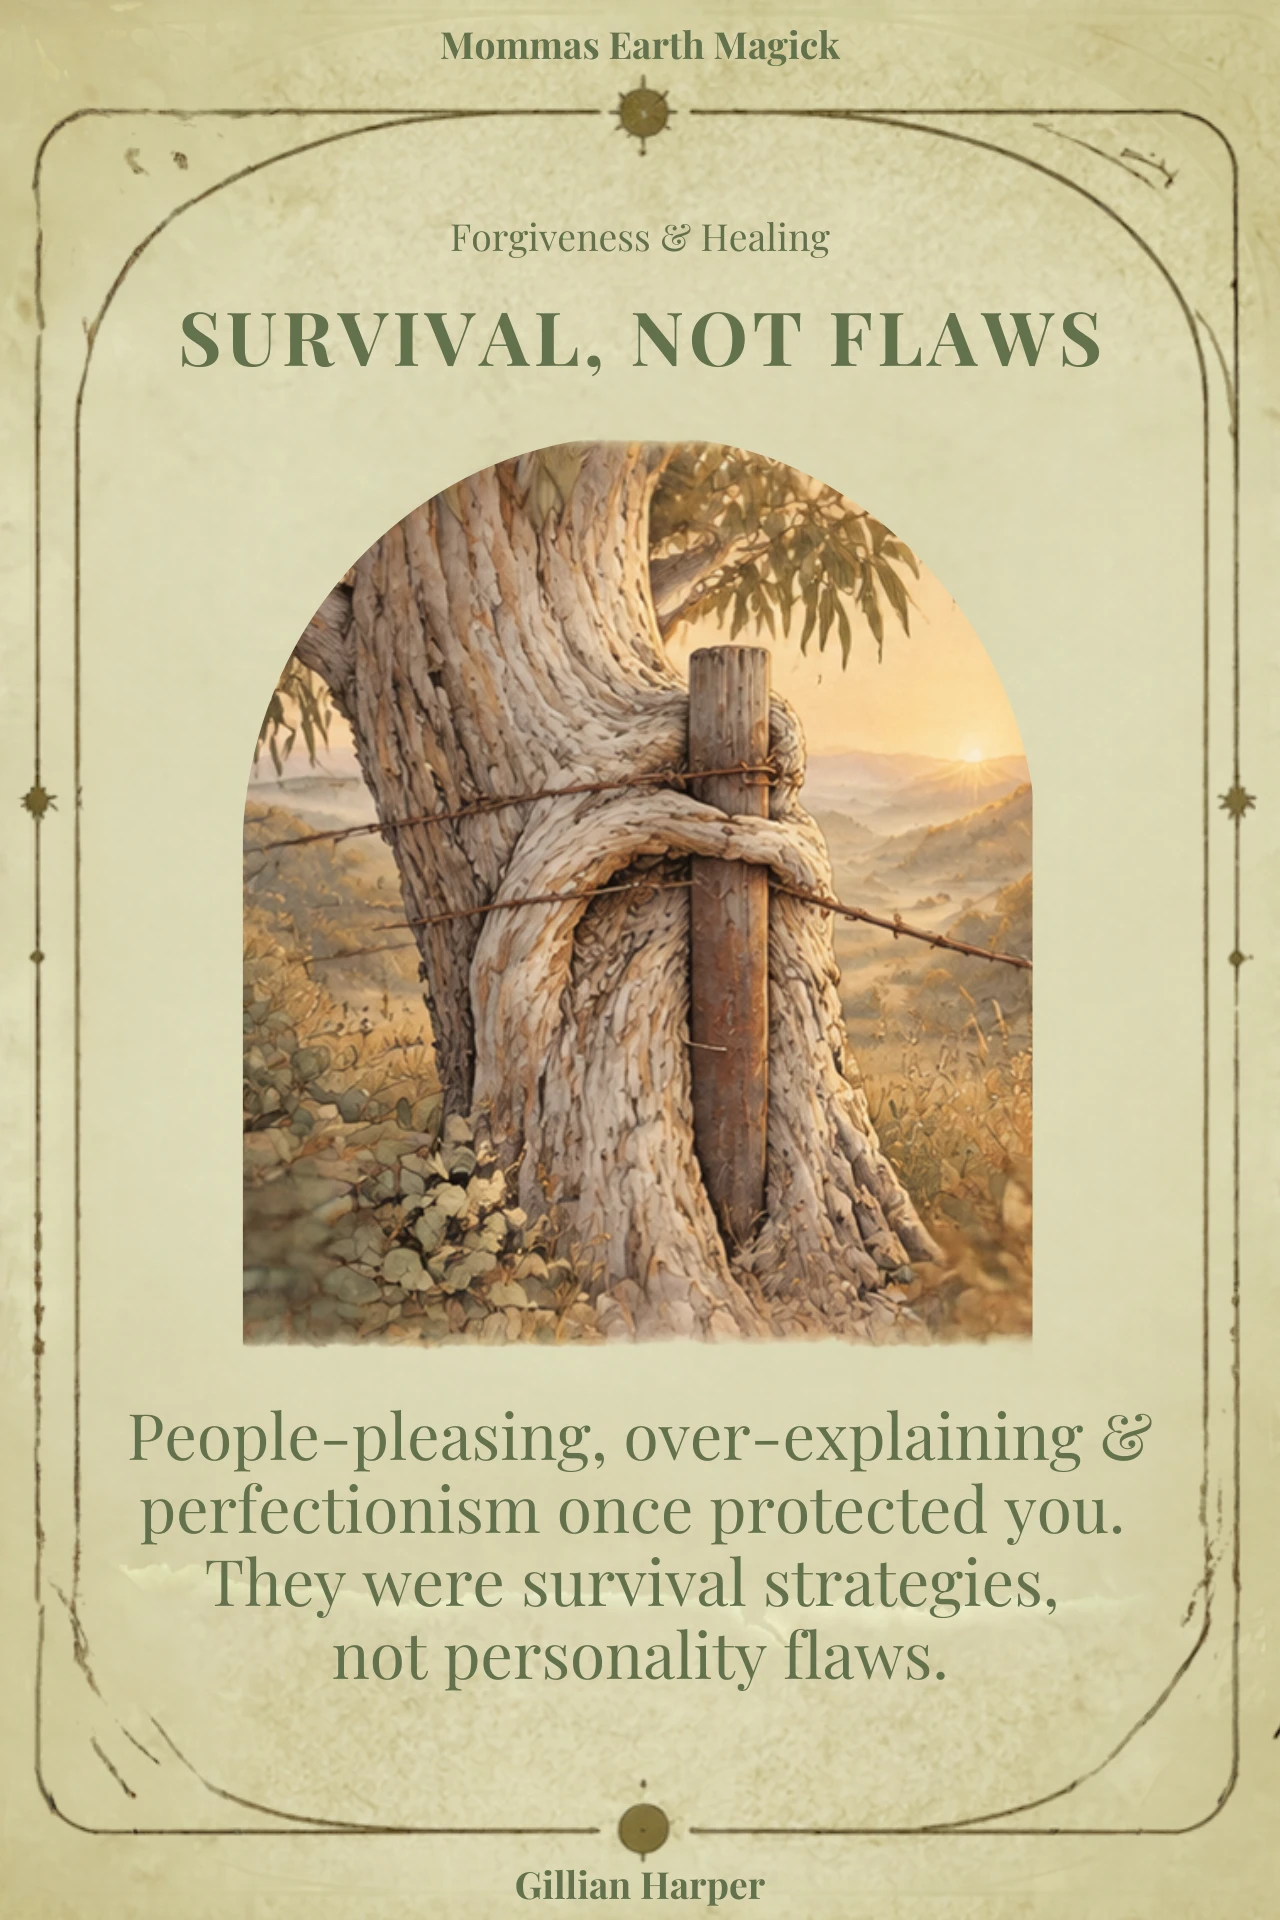 Mommas Earth Magick
Forgiveness & Healing
SURVIVAL, NOT FLAWS
People-pleasing, over-explaining &
perfectionism once protected you.
They were survival strategies,
not personality flaws.
Gillian Harper